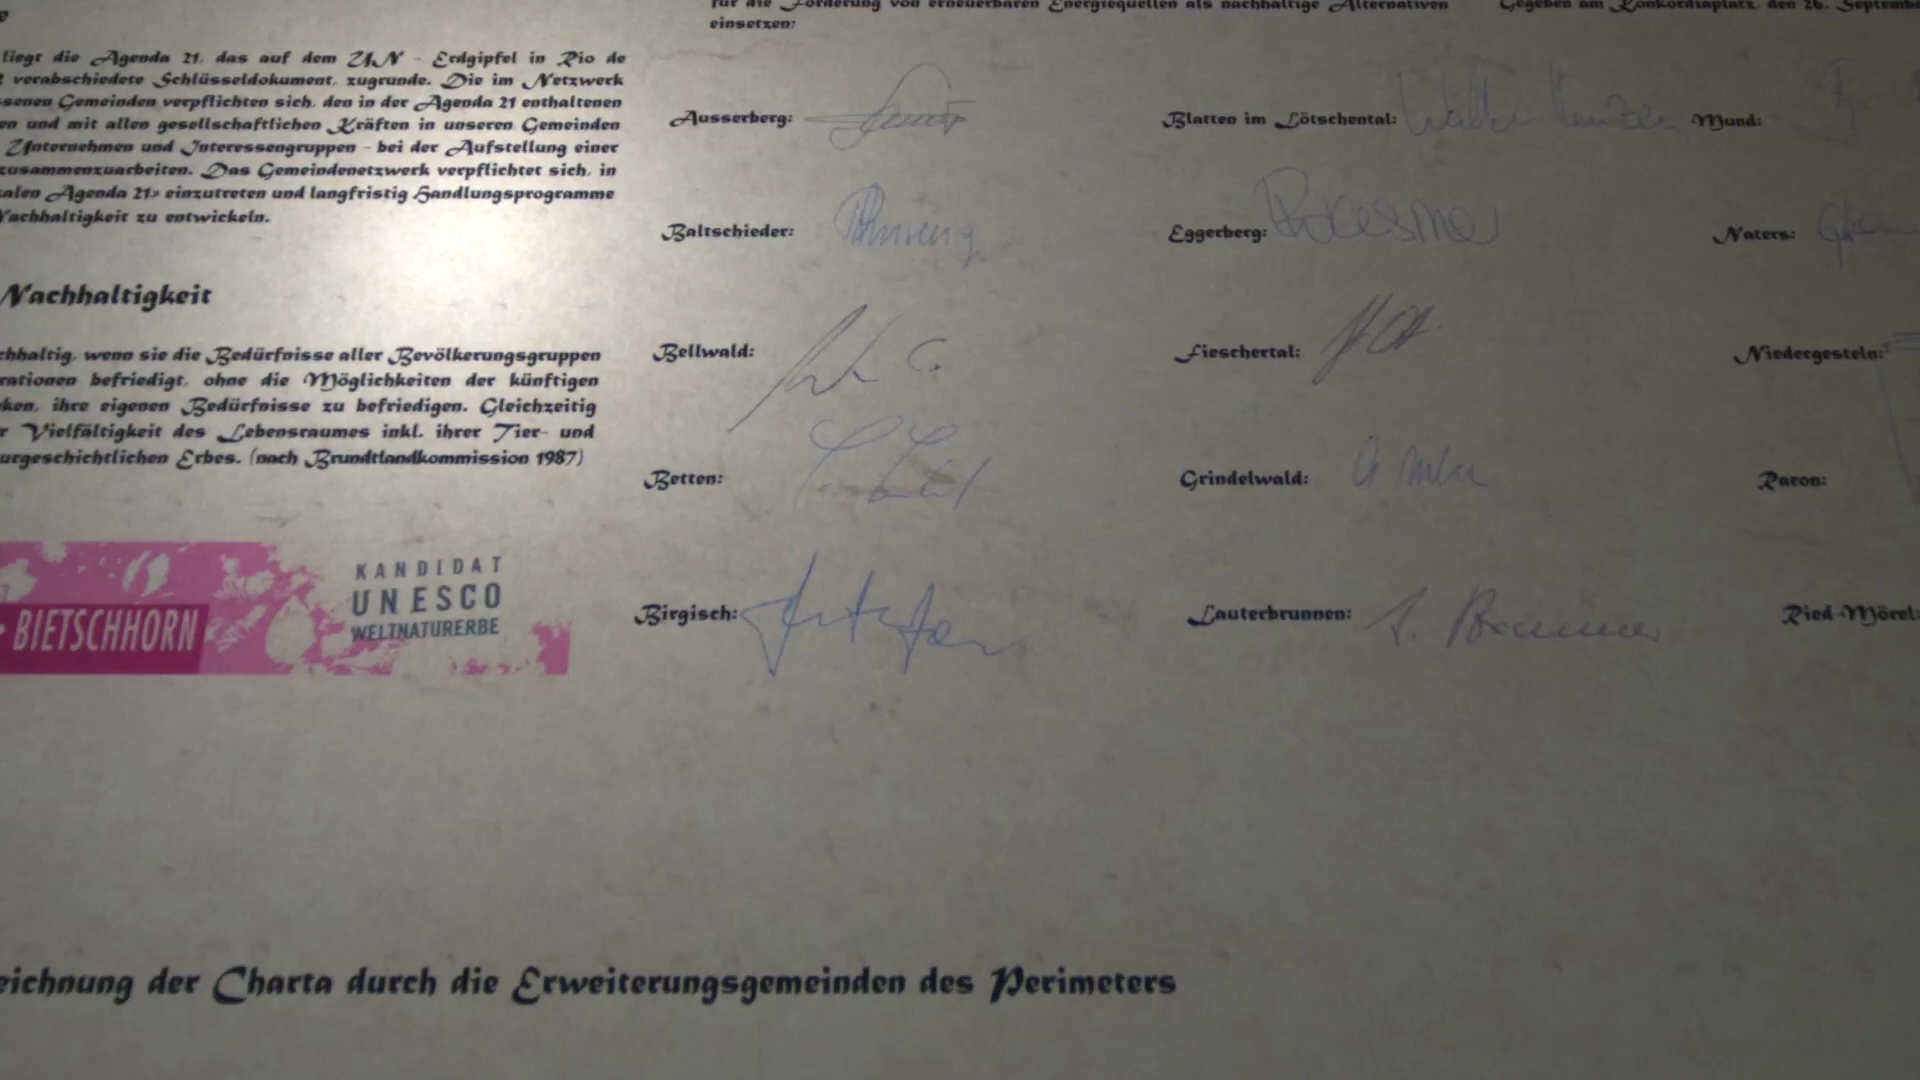 liegt die Agenda 21, das auf dem UN - Erdgipfel in Rio de
verabschiedete Schlüsseldokument, zugrunde. Die im Netzwerk
senen Gemeinden verpflichten sich, den in der Agenda 21 enthaltenen
en und mit allen gesellschaftlichen Kräften in unseren Gemeinden
Unternehmen und Interessengruppen - bei der Aufstellung einer
zusammenzuarbeiten. Das Gemeindenetzwerk verpflichtet sich, in
alen Agenda 21> einzutreten und langfristig Handlungsprogramme
Nachhaltigkeit zu entwickeln.
Nachhaltigkeit
chhaltig, wenn sie die Bedürfnisse aller Bevölkerungsgruppen
rationen befriedigt, ohne die Möglichkeiten der künftigen
ken, ihre eigenen Bedürfnisse zu befriedigen. Gleichzeitig
r Vielfältigkeit des Lebensraumes inkl. ihrer Tier- und
urgeschichtlichen Erbes. (nach Brundtlandkommission 1987)
BIETSCHHORN
KANDIDAT
UNESCO
WELTNATURERBE
für die Förderung von erneuerbaren Energiequellen als nachhaltige Alternativen
einsetzen:
Gegeben am Konkordiaplatz, den 26. Septemb
Ausserberg:
Baltschieder:
Bellwald:
Betten:
Birgisch:
Blatten im Lötschental:
Eggerberg:
Fieschertal:
Grindelwald:
Lauterbrunnen:
Mund:
Naters:
Niedergesteln:
Raron:
Ried-Mörel:
eichnung der Charta durch die Erweiterungsgemeinden des Perimeters